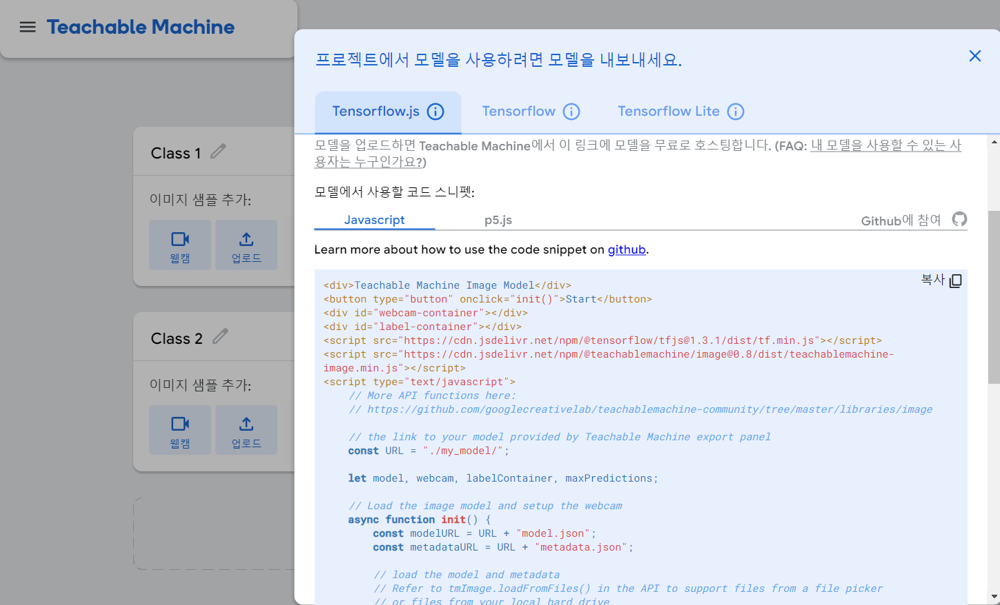 Teachable Machine
Class 1
이미지 샘플 추가:
웹캠
업로드
Class 2
이미지 샘플 추가:
웹캠
업로드
프로젝트에서 모델을 사용하려면 모델을 내보내세요.
Tensorflow.js
Tensorflow
Tensorflow Lite
모델을 업로드하면 Teachable Machine에서 이 링크에 모델을 무료로 호스팅합니다. (FAQ: 내 모델을 사용할 수 있는 사
용자는 누구인가요?)
모델에서 사용할 코드 스니펫:
Javascript
p5.js
Github에 참여
Learn more about how to use the code snippet on github.
복사
<div>Teachable Machine Image Model</div>
<button type="button" onclick="init()">Start</button>
<div id="webcam-container"></div>
<div id="label-container"></div>
<script src="https://cdn.jsdelivr.net/npm/@tensorflow/tfjs@1.3.1/dist/tf.min.js"></script>
<script src="https://cdn.jsdelivr.net/npm/@teachablemachine/image@0.8/dist/teachablemachine-
image.min.js"></script>
<script type="text/javascript">
// More API functions here:
// https://github.com/googlecreativelab/teachablemachine-community/tree/master/libraries/image
// the link to your model provided by Teachable Machine export panel
const URL = "./my_model/";
let model, webcam, labelContainer, maxPredictions;
// Load the image model and setup the webcam
async function init() {
const modelURL = URL + "model.json";
const metadataURL = URL + "metadata.json";
// load the model and metadata
// Refer to tmImage.loadFromFiles() in the API to support files from a file picker
// or files from your local hard drive